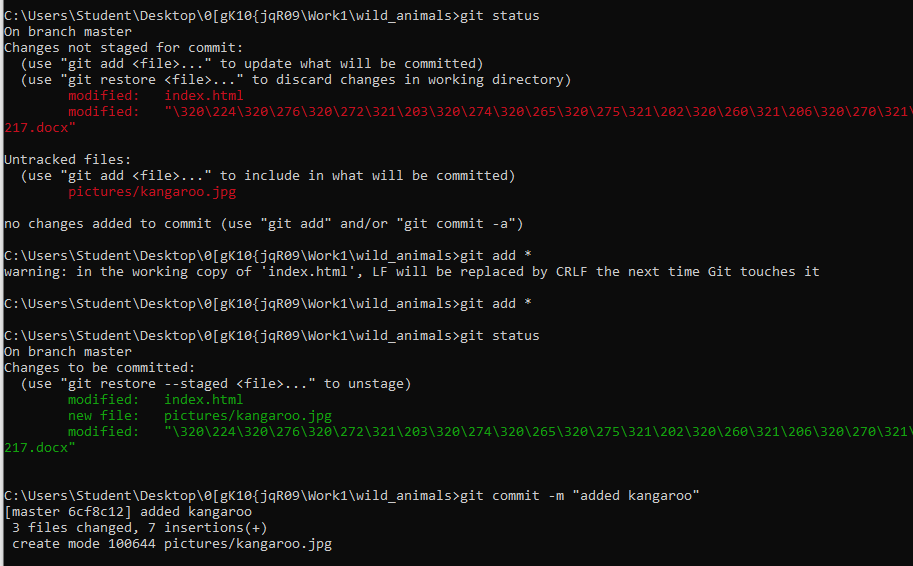 C:\Users\Student\Desktop\0[gK10{jqR09\Work1\wild_animals>git status
On branch master
Changes not staged for commit:
  (use "git add <file>..." to update what will be committed)
  (use "git restore <file>..." to discard changes in working directory)
        modified:   index.html
        modified:   "\320\224\320\276\320\272\321\203\320\274\320\265\320\275\321\202\320\260\321\206\320\270\321\
217.docx"
Untracked files:
  (use "git add <file>..." to include in what will be committed)
        pictures/kangaroo.jpg
no changes added to commit (use "git add" and/or "git commit -a")
C:\Users\Student\Desktop\0[gK10{jqR09\Work1\wild_animals>git add *
warning: in the working copy of 'index.html', LF will be replaced by CRLF the next time Git touches it
C:\Users\Student\Desktop\0[gK10{jqR09\Work1\wild_animals>git add *
C:\Users\Student\Desktop\0[gK10{jqR09\Work1\wild_animals>git status
On branch master
Changes to be committed:
  (use "git restore --staged <file>..." to unstage)
        modified:   index.html
        new file:   pictures/kangaroo.jpg
        modified:   "\320\224\320\276\320\272\321\203\320\274\320\265\320\275\321\202\320\260\321\206\320\270\321\
217.docx"
C:\Users\Student\Desktop\0[gK10{jqR09\Work1\wild_animals>git commit -m "added kangaroo"
[master 6cf8c12] added kangaroo
 3 files changed, 7 insertions(+)
 create mode 100644 pictures/kangaroo.jpg